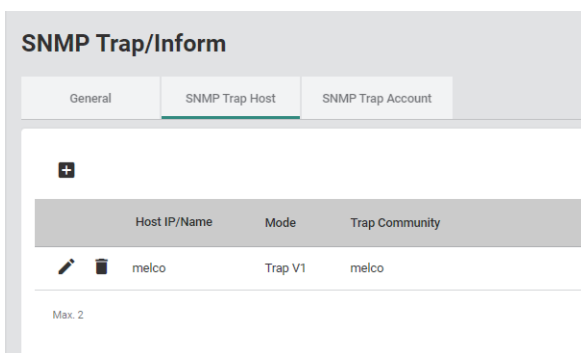 SNMP Trap/Inform
General SNMP Trap Host SNMP Trap Account
Host IP/Name Mode Trap Community
melco Trap V1 melco
Max. 2